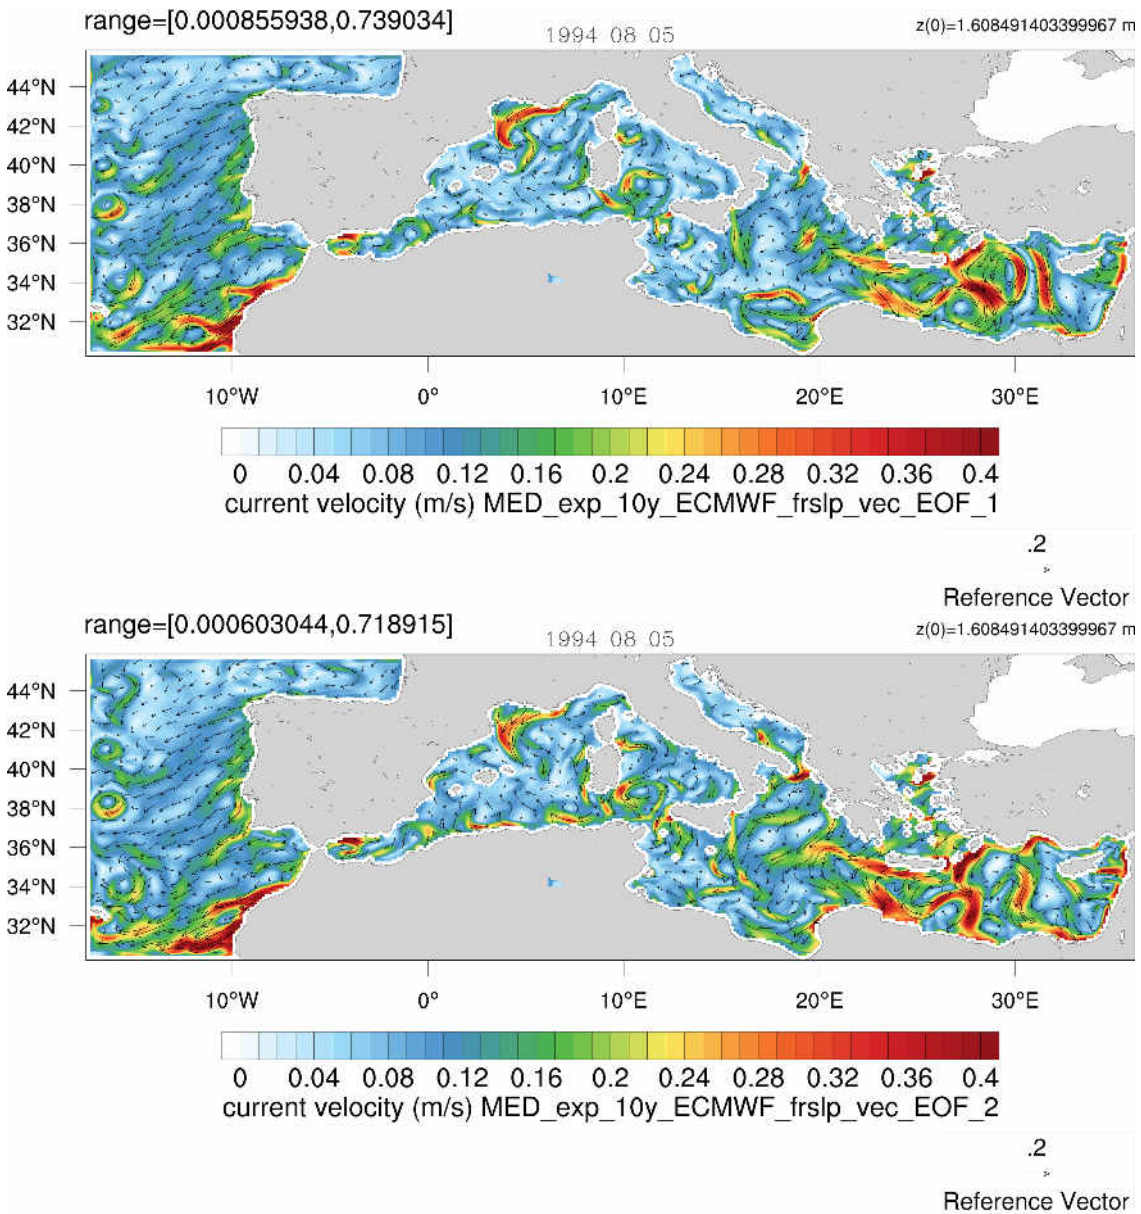 range=[0.000855938,0.739034]
1994 08 05
z(0)=1.608491403399967 m
44°N
42°N
40°N
38°N
36°N
34°N
32°N
10°W 0° 10°E 20°E 30°E
0 0.04 0.08 0.12 0.16 0.2 0.24 0.28 0.32 0.36 0.4
current velocity (m/s) MED_exp_10y_ECMWF_frslp_vec_EOF_1
.2
Reference Vector
range=[0.000603044,0.718915]
1994 08 05
z(0)=1.608491403399967 m
44°N
42°N
40°N
38°N
36°N
34°N
32°N
10°W 0° 10°E 20°E 30°E
0 0.04 0.08 0.12 0.16 0.2 0.24 0.28 0.32 0.36 0.4
current velocity (m/s) MED_exp_10y_ECMWF_frslp_vec_EOF_2
.2
Reference Vector